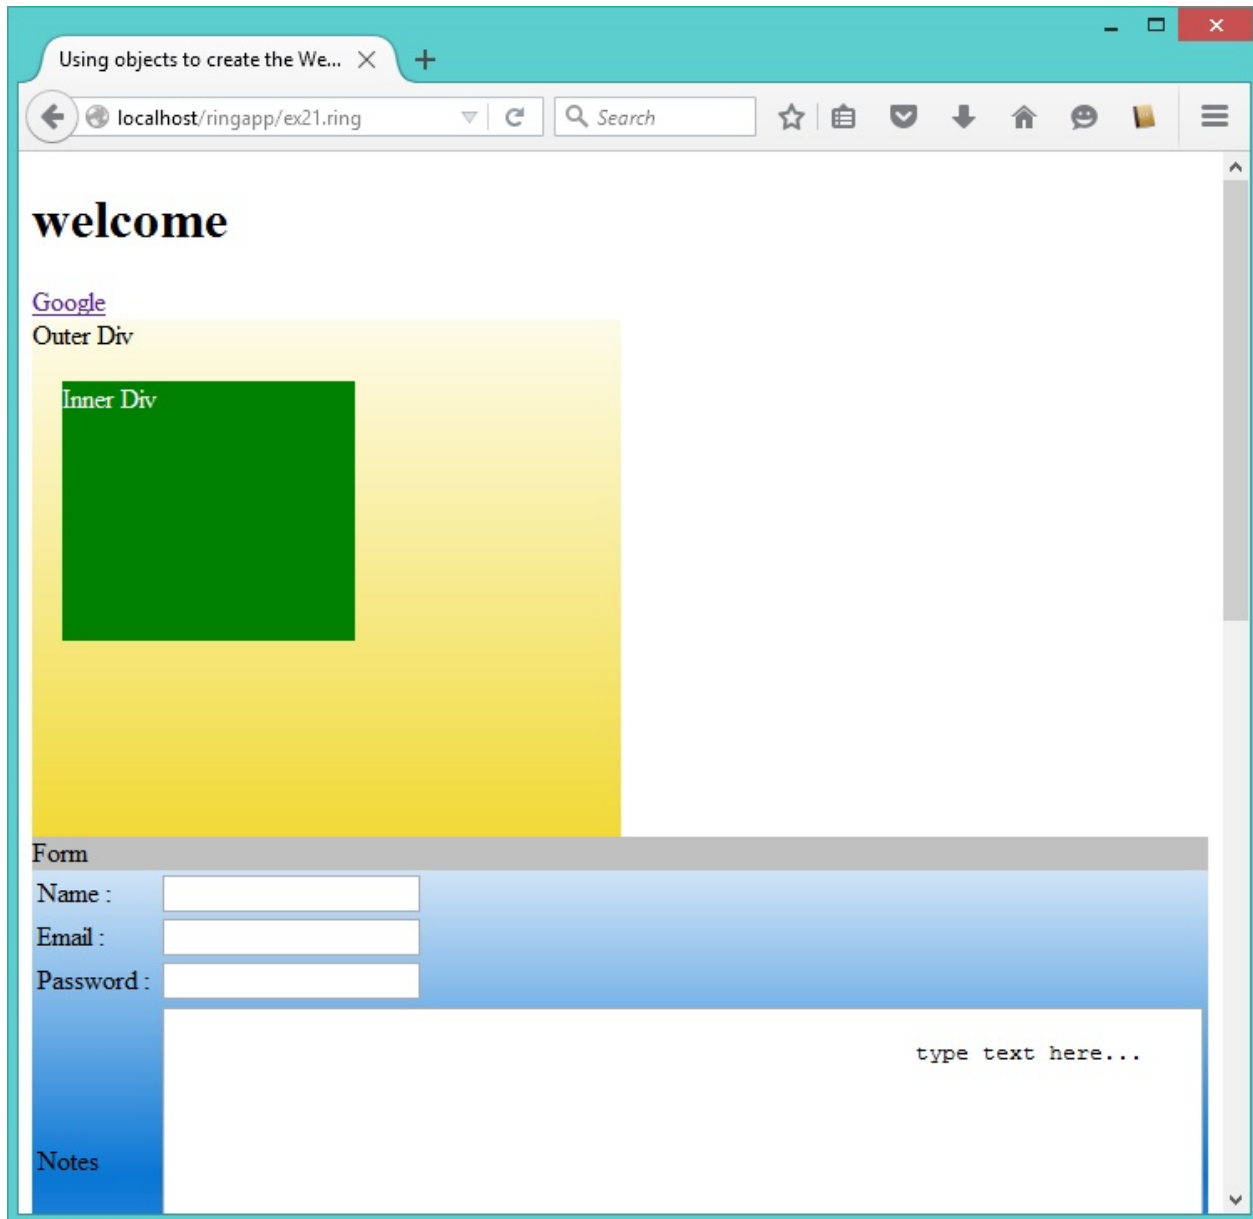 Using objects to create the We...
localhost/ringapp/ex21.ring
Search
welcome
Google
Outer Div
Inner Div
Form
Name :
Email :
Password :
type text here...
Notes